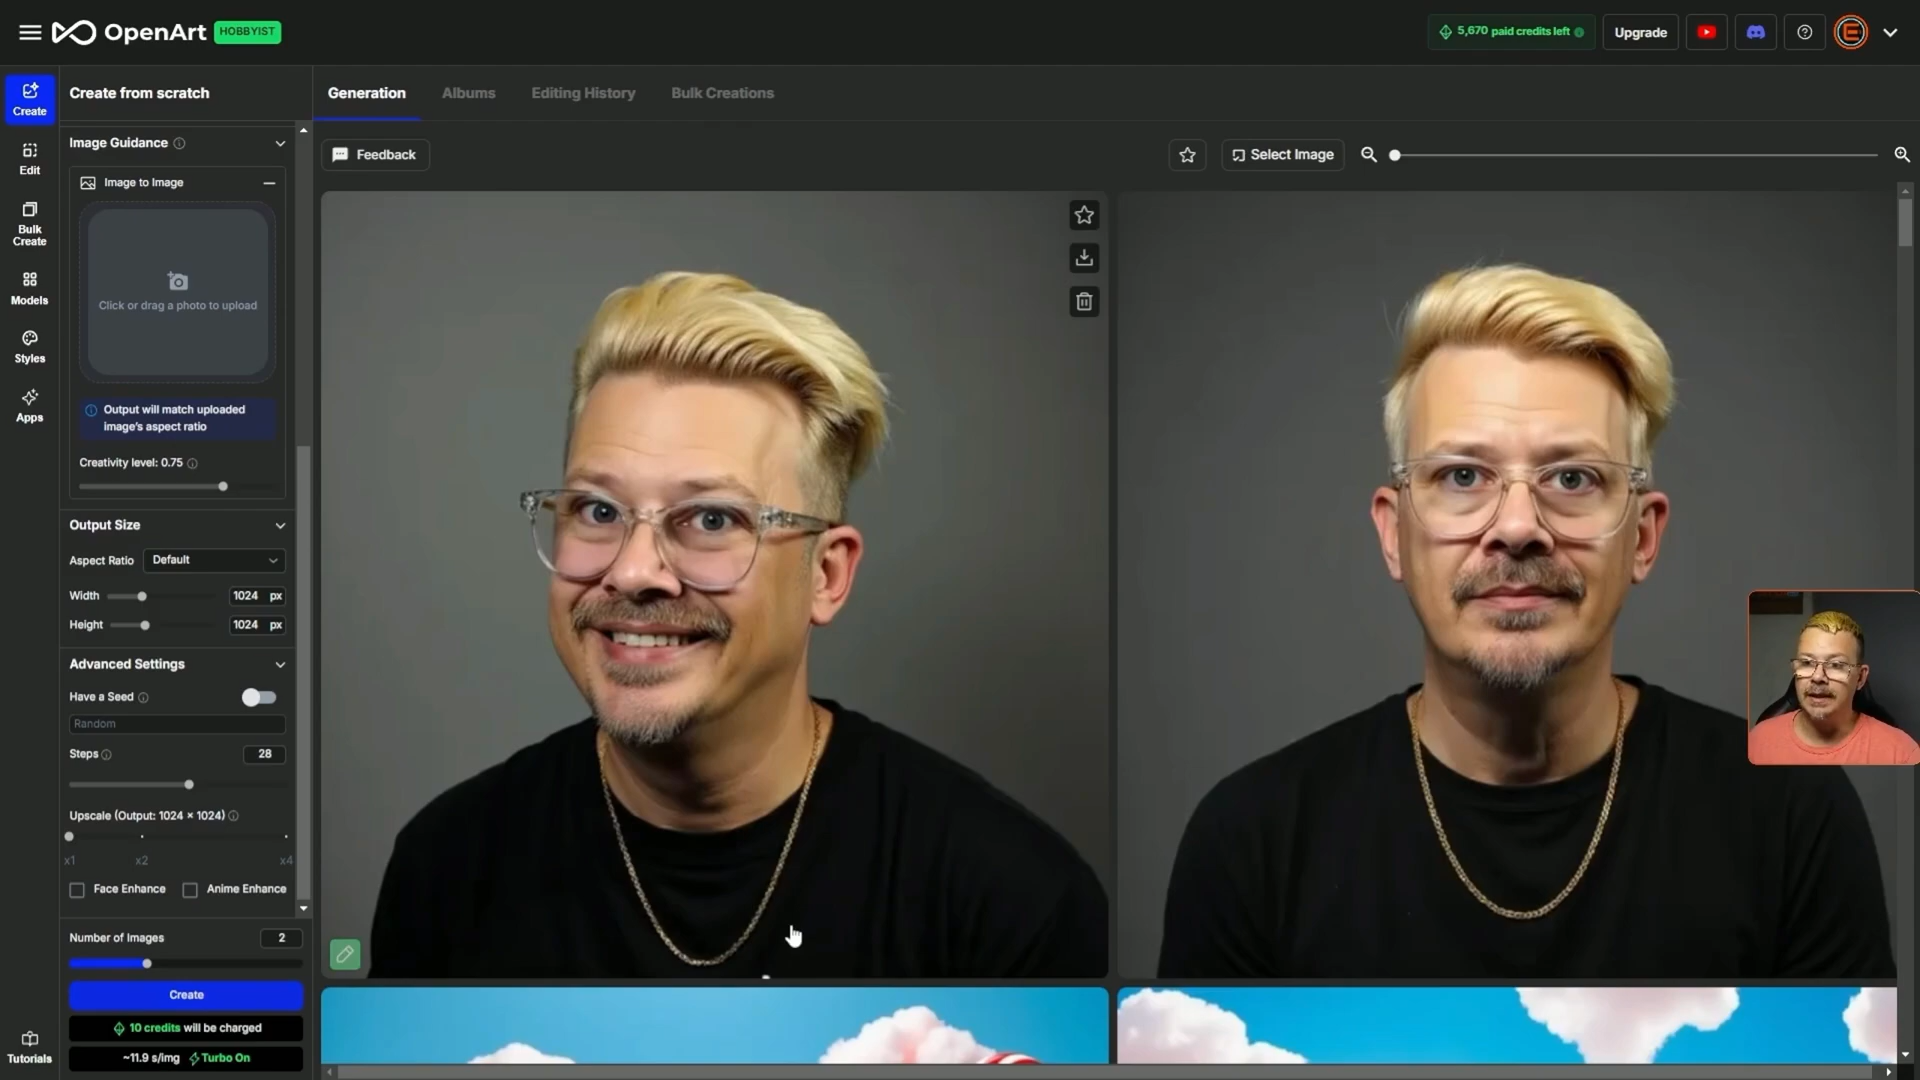 OpenArt HOBBYIST
5,670 paid credits left
Upgrade
Create
Edit
Bulk
Create
Models
Styles
Apps
Tutorials
Create from scratch
Image Guidance
Image to Image
Click or drag a photo to upload
Output will match uploaded
image's aspect ratio
Creativity level: 0.75
Output Size
Aspect Ratio Default
Width 1024 px
Height 1024 px
Advanced Settings
Have a Seed
Random
Steps 28
Upscale (Output: 1024 × 1024)
x1 x2 x4
Face Enhance Anime Enhance
Number of Images 2
Create
10 credits will be charged
~11.9 s/img Turbo On
Generation Albums Editing History Bulk Creations
Feedback
Select Image